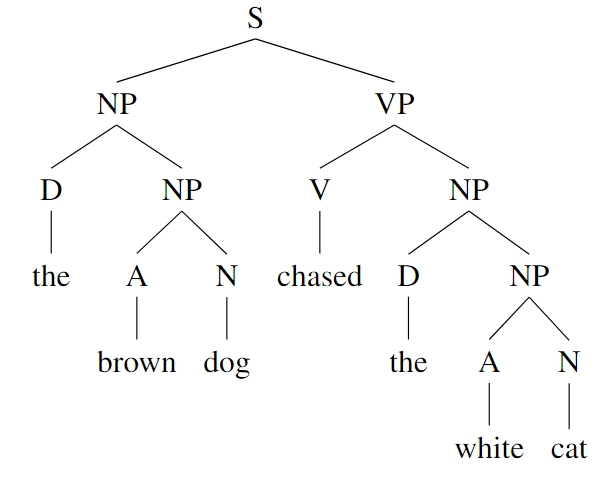 S
NP VP
D NP V NP
the A N chased D NP
brown dog the A N
white cat